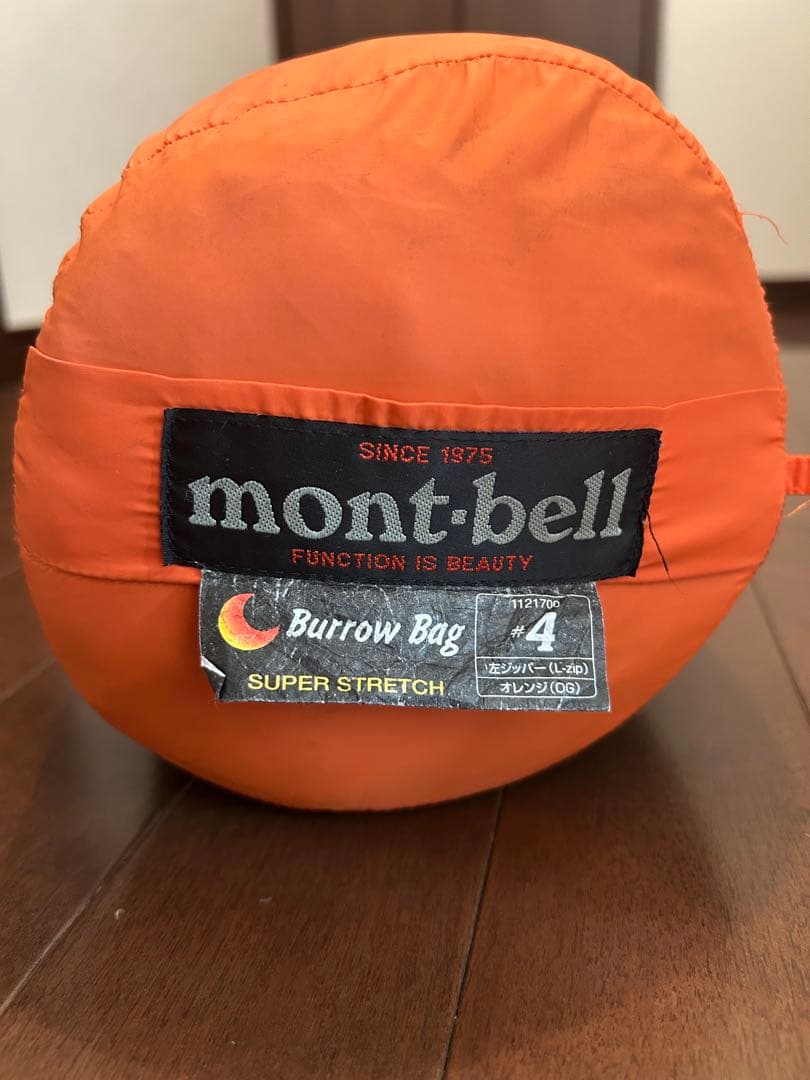 SINCE 1975
mont-bell
FUNCTION IS BEAUTY
Burrow Bag
SUPER STRETCH
1121700
#4
左ジッパー(L-zip)
オレンジ(OG)